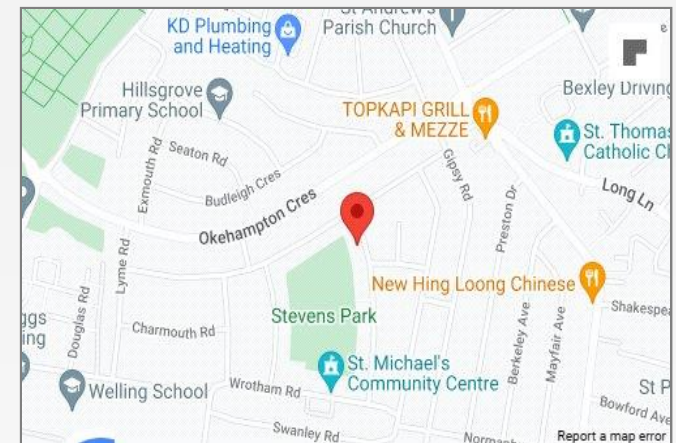 St Andrew's
Parish Church
KD Plumbing
and Heating
Hillsgrove
Primary School
TOPKAPI GRILL
& MEZZE
Bexley Driving
St. Thomas
Catholic
Seaton Rd
Exmouth Rd
Budleigh Cres
Okehampton Cres
Gipsy Rd
Preston Dr
Long Ln
Lyme Rd
Douglas Rd
New Hing Loong Chinese
Stevens Park
Charmouth Rd
Berkeley Ave
Mayfair Ave
St. Michael's
Community Centre
Welling School
Wrotham Rd
St P
Bowford Ave
Swanley Rd
Report a map error